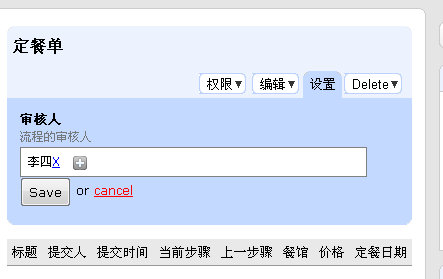 定餐单
权限▼ 编辑▼ 设置 Delete▼
审核人
流程的审核人
李四X
Save or cancel
标题 提交人 提交时间 当前步骤 上一步骤 餐馆 价格 定餐日期